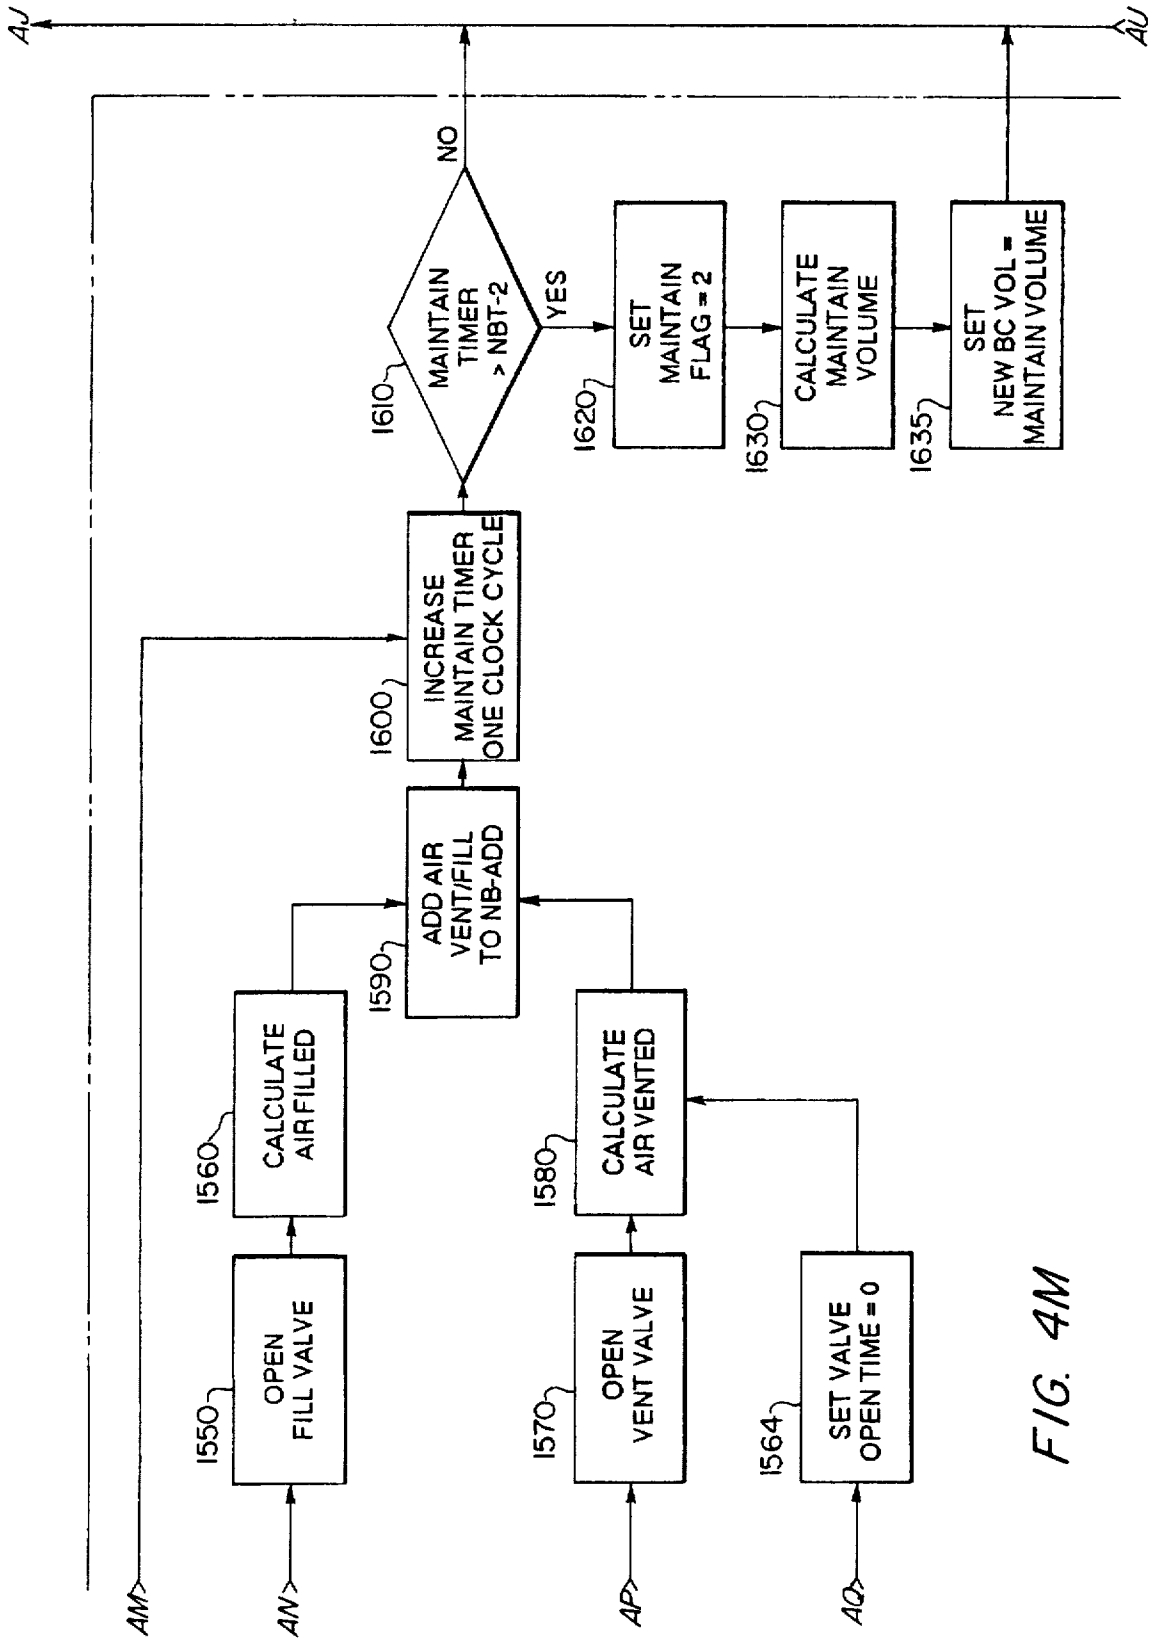 AM
AN
1550
OPEN
FILL VALVE
1560
CALCULATE
AIR FILLED
AP
1570
OPEN
VENT VALVE
1580
CALCULATE
AIR VENTED
AQ
1564
SET VALVE
OPEN TIME = 0
1590
ADD AIR
VENT/FILL
TO NB-ADD
1600
INCREASE
MAINTAIN TIMER
ONE CLOCK CYCLE
1610
MAINTAIN
TIMER
> NBT-2
NO
YES
1620
SET
MAINTAIN
FLAG = 2
1630
CALCULATE
MAINTAIN
VOLUME
1635
SET
NEW BC VOL =
MAINTAIN VOLUME
AJ
AU
FIG. 4M